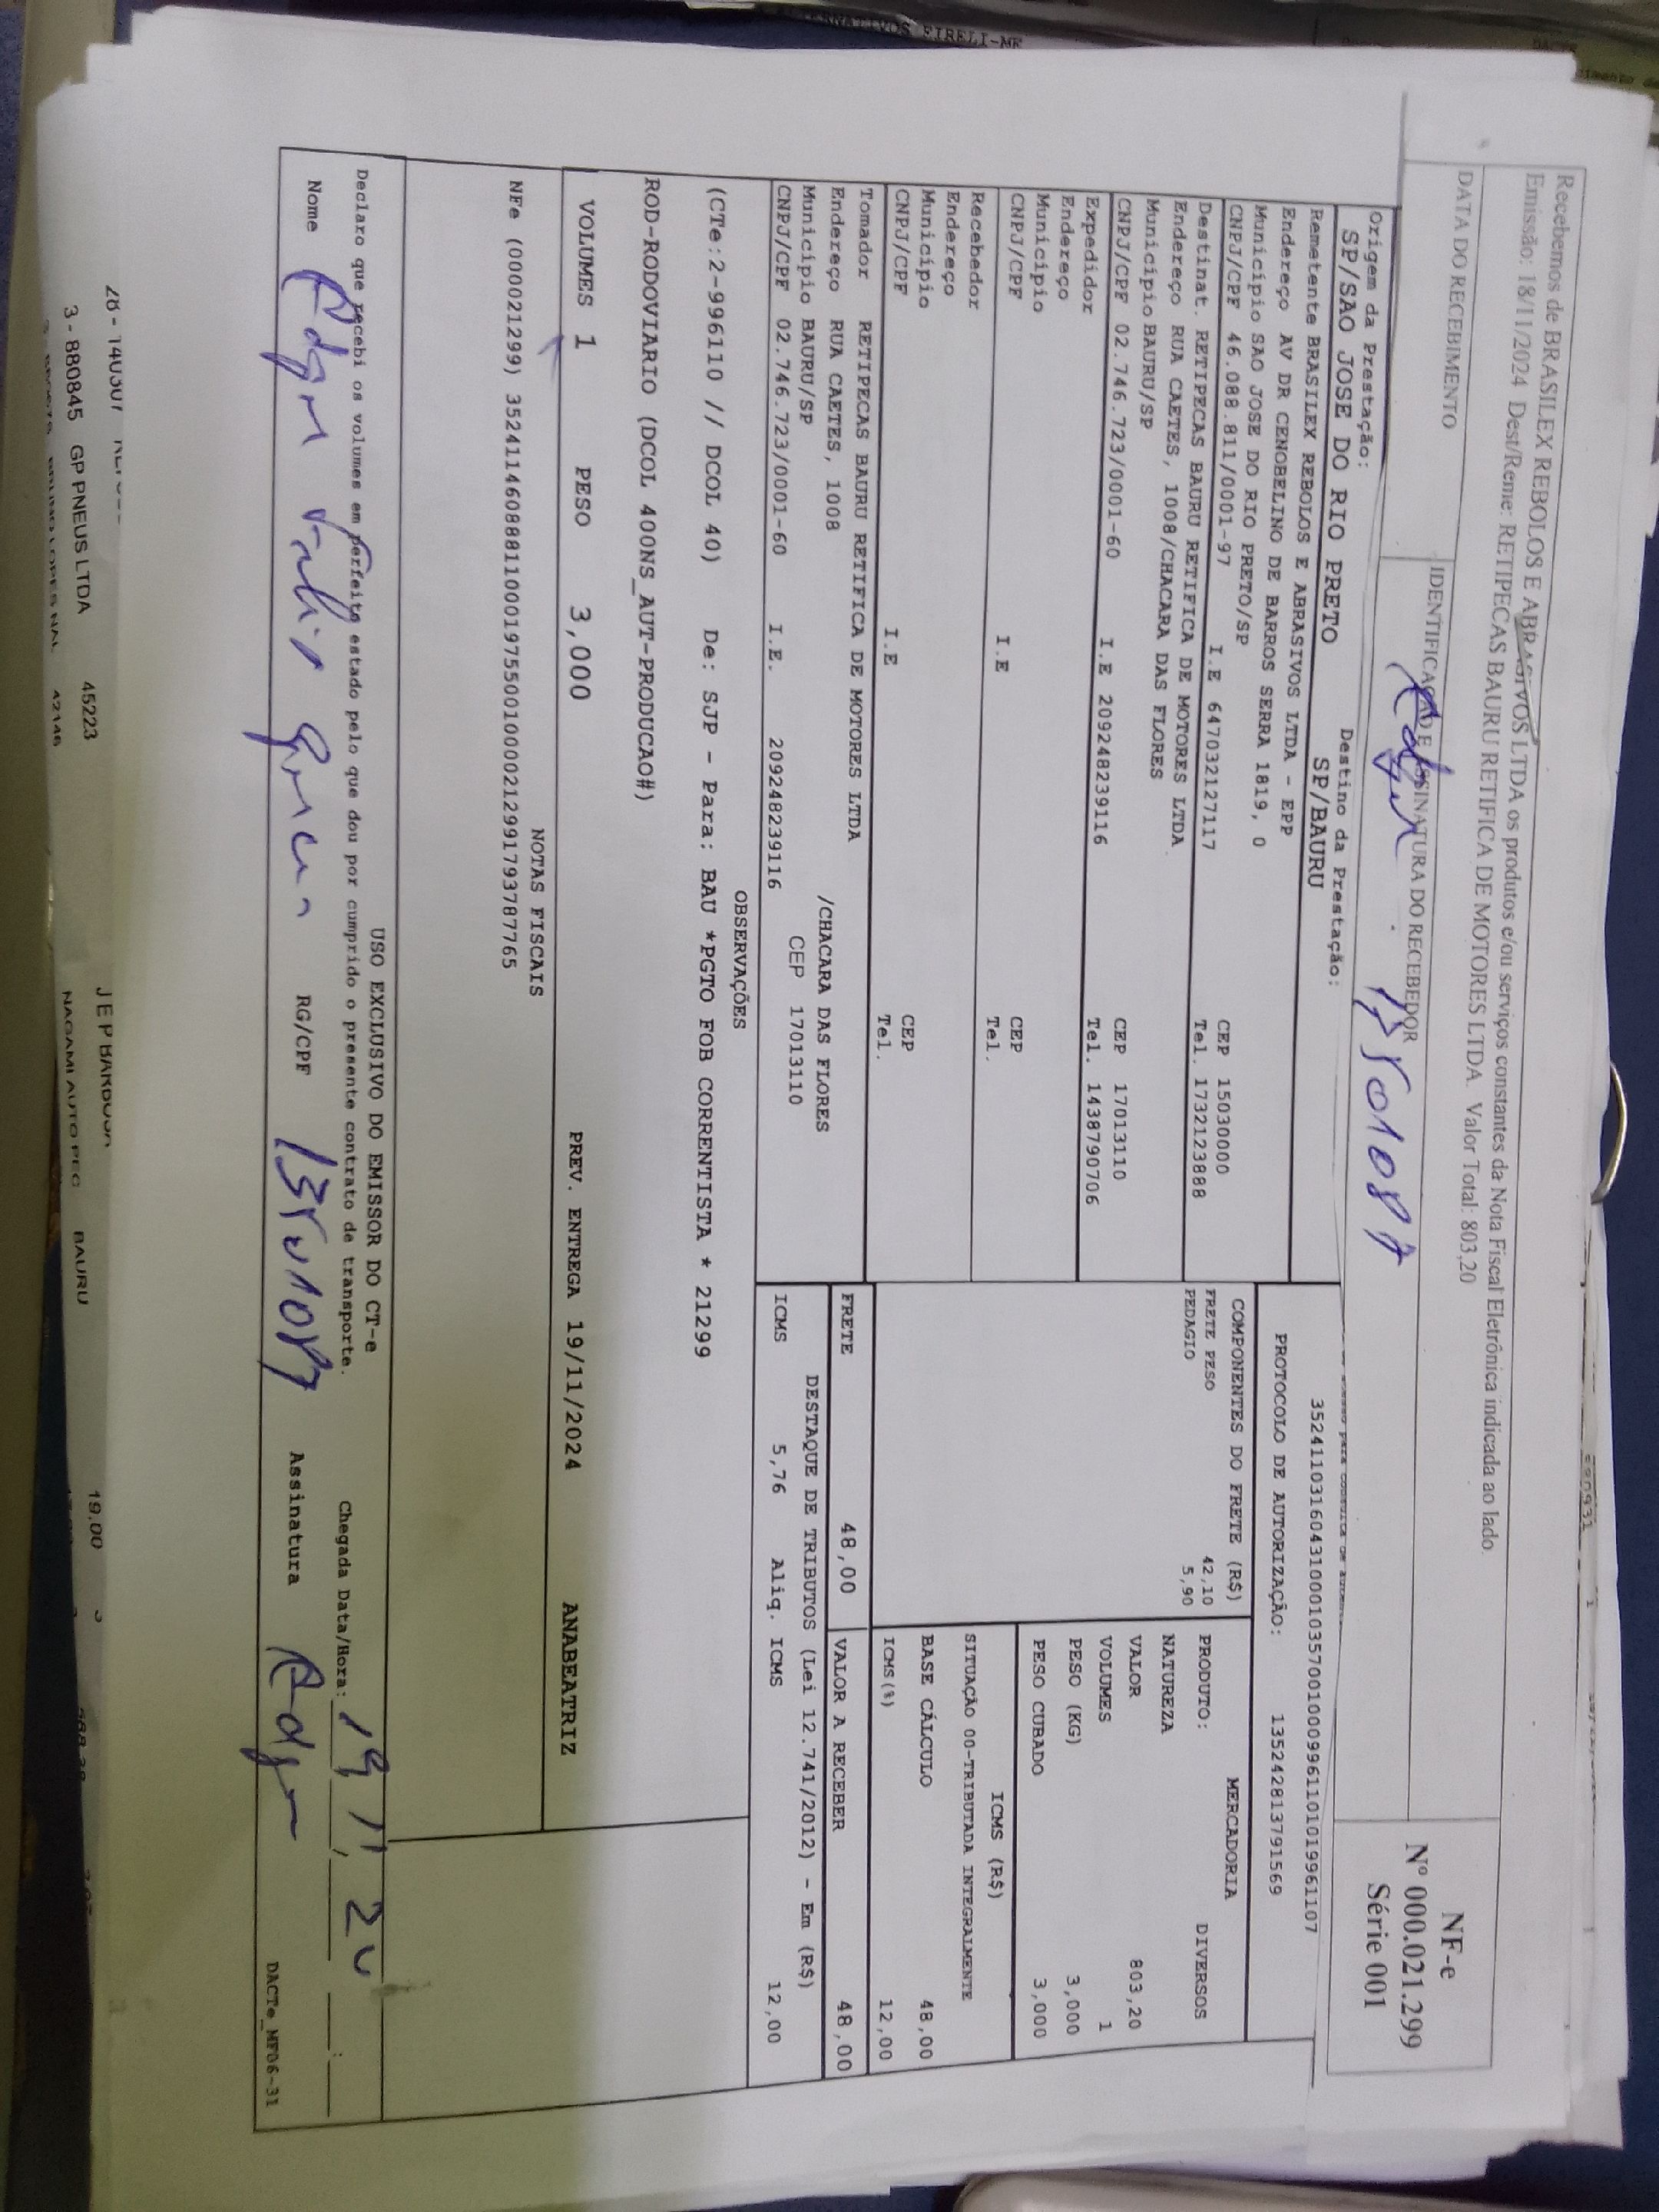 Recebemos de BRASILEX REBOLOS E ABRASIVOS LTDA os produtos e/ou serviços constantes da Nota Fiscal Eletrônica indicada ao lado.
Emissão: 18/11/2024 Dest/Reme: RETIPECAS BAURU RETIFICA DE MOTORES LTDA. Valor Total: 803,20
DATA DO RECEBIMENTO
IDENTIFICAÇÃO E ASSINATURA DO RECEBEDOR
NF-e
Nº 000.021.299
Série 001
Origem da Prestação:
SP/SAO JOSE DO RIO PRETO
Destino da Prestação:
SP/BAURU
35241103160431000103570010009961101019961107
PROTOCOLO DE AUTORIZAÇÃO: 135242813791569
Remetente BRASILEX REBOLOS E ABRASIVOS LTDA - EPP
Endereço AV DR CENOBELINO DE BARROS SERRA 1819, 0
Município SAO JOSE DO RIO PRETO/SP CEP 15030000
CNPJ/CPF 46.088.811/0001-97 I.E 647032127117 Tel. 1732123888
Destinat. RETIPECAS BAURU RETIFICA DE MOTORES LTDA
Endereço RUA CAETES, 1008/CHACARA DAS FLORES
Município BAURU/SP CEP 17013110
CNPJ/CPF 02.746.723/0001-60 I.E 209248239116 Tel. 1438790706
Expedidor
Endereço
Município CEP
CNPJ/CPF I.E Tel.
Recebedor
Endereço
Município CEP
CNPJ/CPF I.E Tel.
Tomador RETIPECAS BAURU RETIFICA DE MOTORES LTDA
Endereço RUA CAETES, 1008 /CHACARA DAS FLORES
Município BAURU/SP CEP 17013110
CNPJ/CPF 02.746.723/0001-60 I.E. 209248239116
COMPONENTES DO FRETE (R$)
FRETE PESO 42,10
PEDAGIO 5,90
MERCADORIA
PRODUTO: DIVERSOS
NATUREZA
VALOR 803,20
VOLUMES 1
PESO (KG) 3,000
PESO CUBADO 3,000
ICMS (R$)
SITUAÇÃO 00-TRIBUTADA INTEGRALMENTE
BASE CÁLCULO 48,00
ICMS(%) 12,00
FRETE 48,00 VALOR A RECEBER 48,00
DESTAQUE DE TRIBUTOS (Lei 12.741/2012) - Em (R$)
ICMS 5,76 Aliq. ICMS 12,00
OBSERVAÇÕES
(CTe:2-996110 // DCOL 40) De: SJP - Para: BAU *PGTO FOB CORRENTISTA * 21299
ROD-RODOVIARIO (DCOL 400NS_AUT-PRODUCAO#)
VOLUMES 1 PESO 3,000 PREV. ENTREGA 19/11/2024 ANABEATRIZ
NOTAS FISCAIS
NFe (000021299) 35241146088811000197550010000212991793787765
USO EXCLUSIVO DO EMISSOR DO CT-e
Declaro que recebi os volumes em perfeito estado pelo que dou por cumprido o presente contrato de transporte. Chegada Data/Hora: 19/11/
Nome RG/CPF Assinatura
DACTe_MF06-31
3 - 880845 GP PNEUS LTDA 45223 NAGAMI AUTO PEC BAURU
19,00